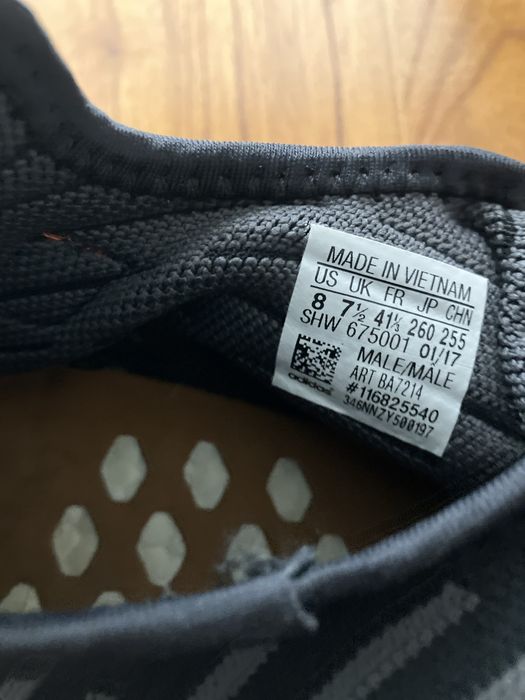 MADE IN VIETNAM
US UK FR JP CHN
8 7½ 41⅓ 260 255
SHW 675001 01/17
MALE/MALE
ART BA7214
#116825540
adidas
346NNZY500197